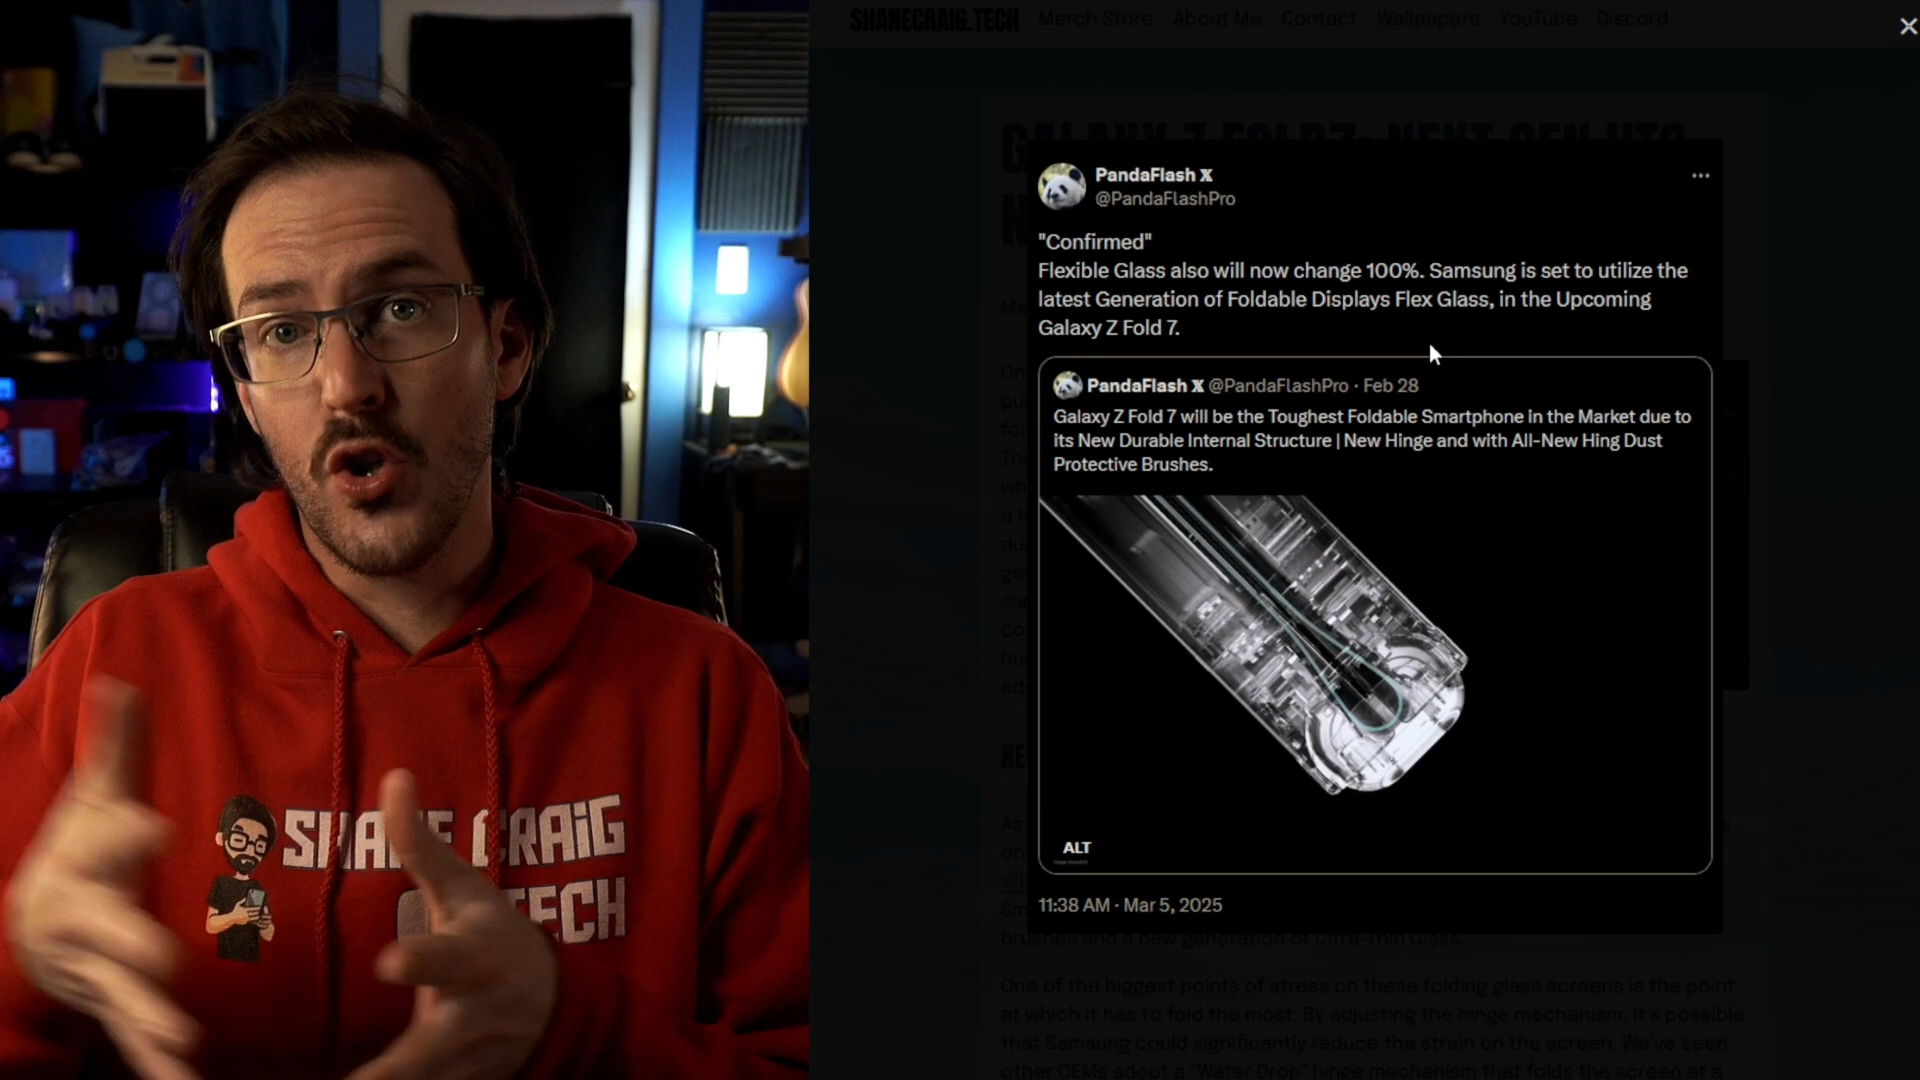 SHANECRAIG.TECH Merch Store About Me Contact Wallpapers YouTube Discord
GALAXY Z FOLD7: NEXT-GEN UTG
PandaFlash X
@PandaFlashPro
"Confirmed"
Flexible Glass also will now change 100%. Samsung is set to utilize the
latest Generation of Foldable Displays Flex Glass, in the Upcoming
Galaxy Z Fold 7.
PandaFlash X @PandaFlashPro · Feb 28
Galaxy Z Fold 7 will be the Toughest Foldable Smartphone in the Market due to
its New Durable Internal Structure | New Hinge and with All-New Hing Dust
Protective Brushes.
ALT
11:38 AM · Mar 5, 2025
brushes and a new generation of Ultra-Thin Glass.
One of the biggest points of stress on these folding glass screens is the point
at which it has to fold the most. By adjusting the hinge mechanism, it's possible
that Samsung could significantly reduce the strain on the screen. We've seen
other OEMs adopt a "Water Drop" hinge mechanism that folds the screen at a
SHANE CRAIG
TECH